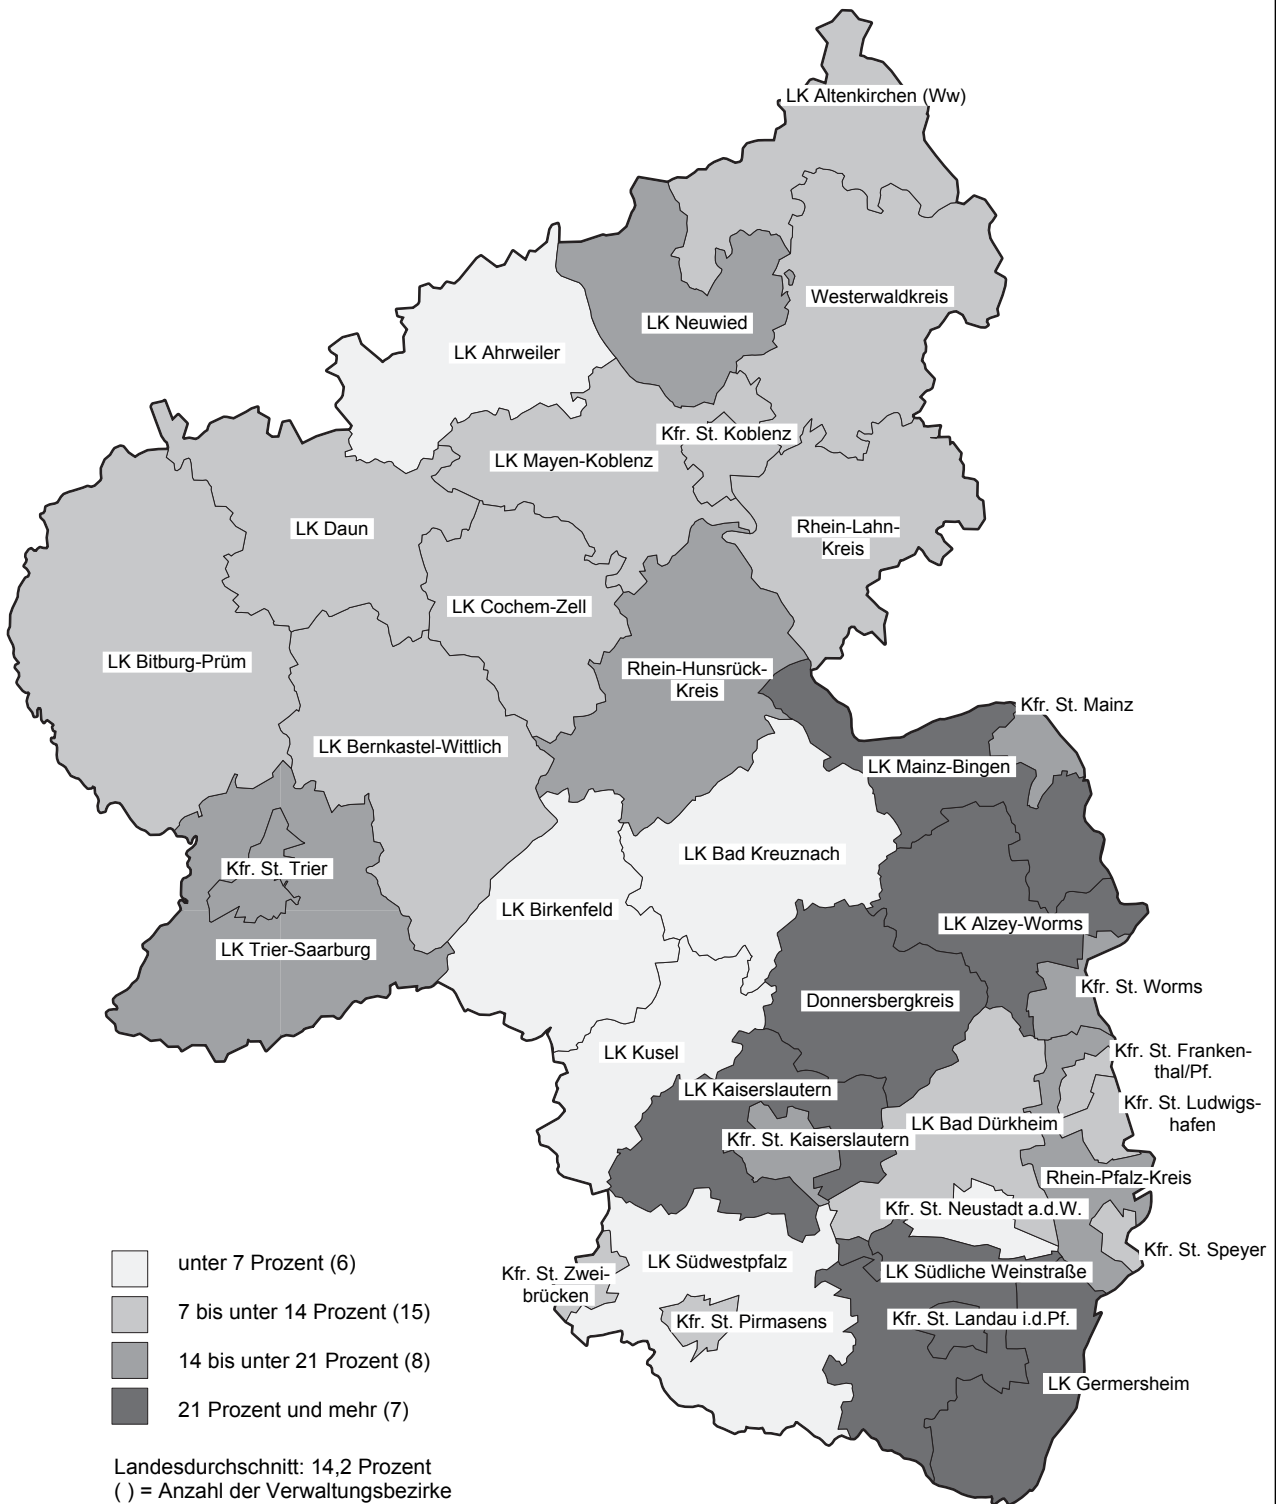 LK Altenkirchen (Ww)
Westerwaldkreis
LK Neuwied
LK Ahrweiler
Kfr. St. Koblenz
LK Mayen-Koblenz
Rhein-Lahn-
Kreis
LK Daun
LK Cochem-Zell
LK Bitburg-Prüm
Rhein-Hunsrück-
Kreis
Kfr. St. Mainz
LK Bernkastel-Wittlich
LK Mainz-Bingen
LK Bad Kreuznach
Kfr. St. Trier
LK Birkenfeld
LK Alzey-Worms
LK Trier-Saarburg
Kfr. St. Worms
Donnersbergkreis
LK Kusel
Kfr. St. Franken-
thal/Pf.
LK Kaiserslautern
Kfr. St. Ludwigs-
hafen
LK Bad Dürkheim
Kfr. St. Kaiserslautern
Rhein-Pfalz-Kreis
Kfr. St. Neustadt a.d.W.
Kfr. St. Speyer
LK Südwestpfalz
LK Südliche Weinstraße
Kfr. St. Zwei-
brücken
Kfr. St. Pirmasens
Kfr. St. Landau i.d.Pf.
LK Germersheim
unter 7 Prozent (6)
7 bis unter 14 Prozent (15)
14 bis unter 21 Prozent (8)
21 Prozent und mehr (7)
Landesdurchschnitt: 14,2 Prozent
( ) = Anzahl der Verwaltungsbezirke